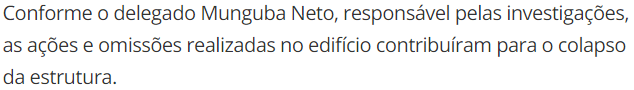 Conforme o delegado Munguba Neto, responsável pelas investigações,
as ações e omissões realizadas no edifício contribuíram para o colapso
da estrutura.